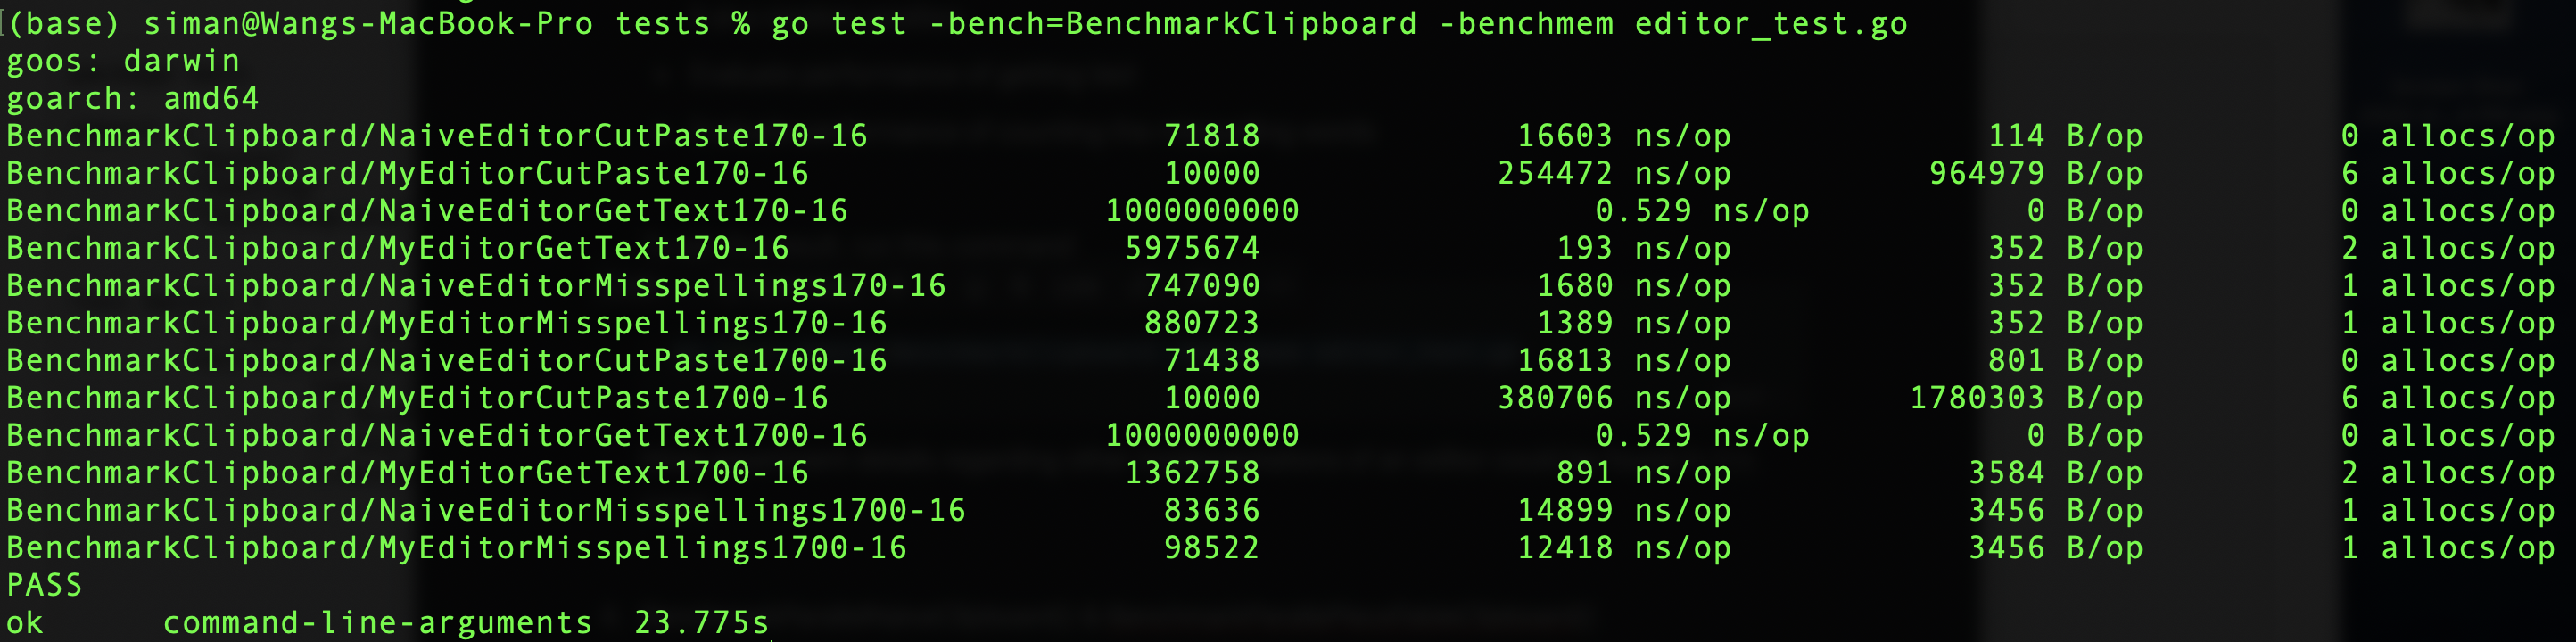 (base) siman@Wangs-MacBook-Pro tests % go test -bench=BenchmarkClipboard -benchmem editor_test.go
goos: darwin
goarch: amd64
BenchmarkClipboard/NaiveEditorCutPaste170-16 71818 16603 ns/op 114 B/op 0 allocs/op
BenchmarkClipboard/MyEditorCutPaste170-16 10000 254472 ns/op 964979 B/op 6 allocs/op
BenchmarkClipboard/NaiveEditorGetText170-16 1000000000 0.529 ns/op 0 B/op 0 allocs/op
BenchmarkClipboard/MyEditorGetText170-16 5975674 193 ns/op 352 B/op 2 allocs/op
BenchmarkClipboard/NaiveEditorMisspellings170-16 747090 1680 ns/op 352 B/op 1 allocs/op
BenchmarkClipboard/MyEditorMisspellings170-16 880723 1389 ns/op 352 B/op 1 allocs/op
BenchmarkClipboard/NaiveEditorCutPaste1700-16 71438 16813 ns/op 801 B/op 0 allocs/op
BenchmarkClipboard/MyEditorCutPaste1700-16 10000 380706 ns/op 1780303 B/op 6 allocs/op
BenchmarkClipboard/NaiveEditorGetText1700-16 1000000000 0.529 ns/op 0 B/op 0 allocs/op
BenchmarkClipboard/MyEditorGetText1700-16 1362758 891 ns/op 3584 B/op 2 allocs/op
BenchmarkClipboard/NaiveEditorMisspellings1700-16 83636 14899 ns/op 3456 B/op 1 allocs/op
BenchmarkClipboard/MyEditorMisspellings1700-16 98522 12418 ns/op 3456 B/op 1 allocs/op
PASS
ok command-line-arguments 23.775s